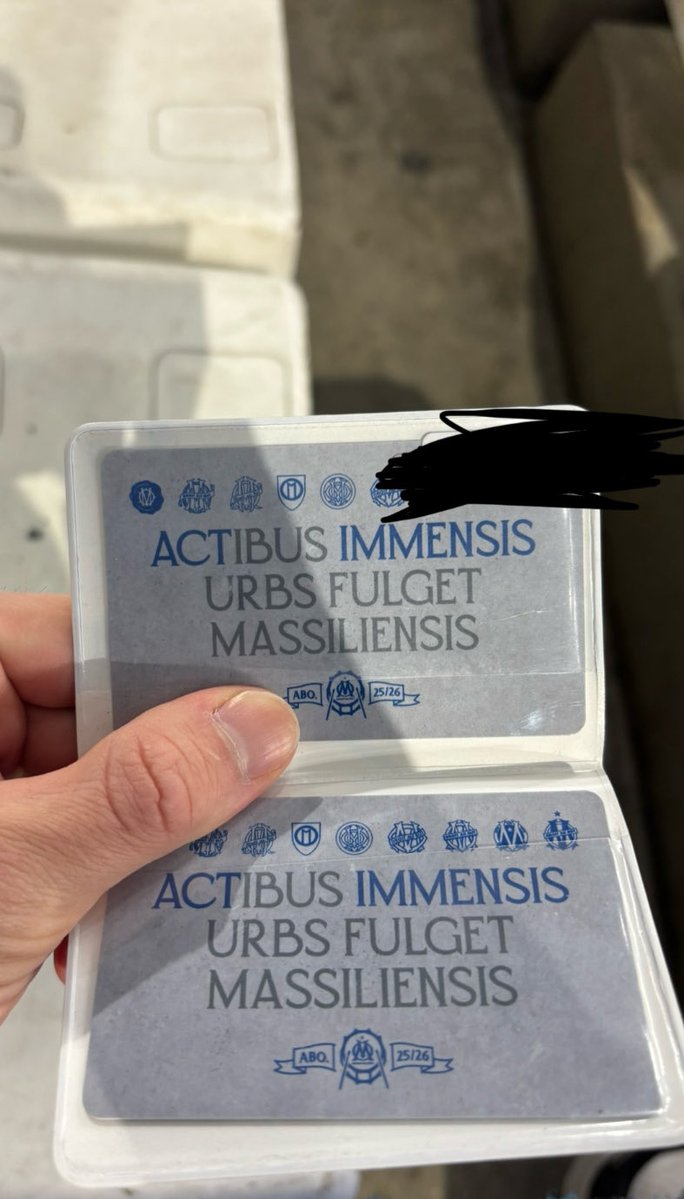 ACTIBUS IMMENSIS
URBS FULGET
MASSILIENSIS
ABO. 25/26
ACTIBUS IMMENSIS
URBS FULGET
MASSILIENSIS
ABO. 25/26